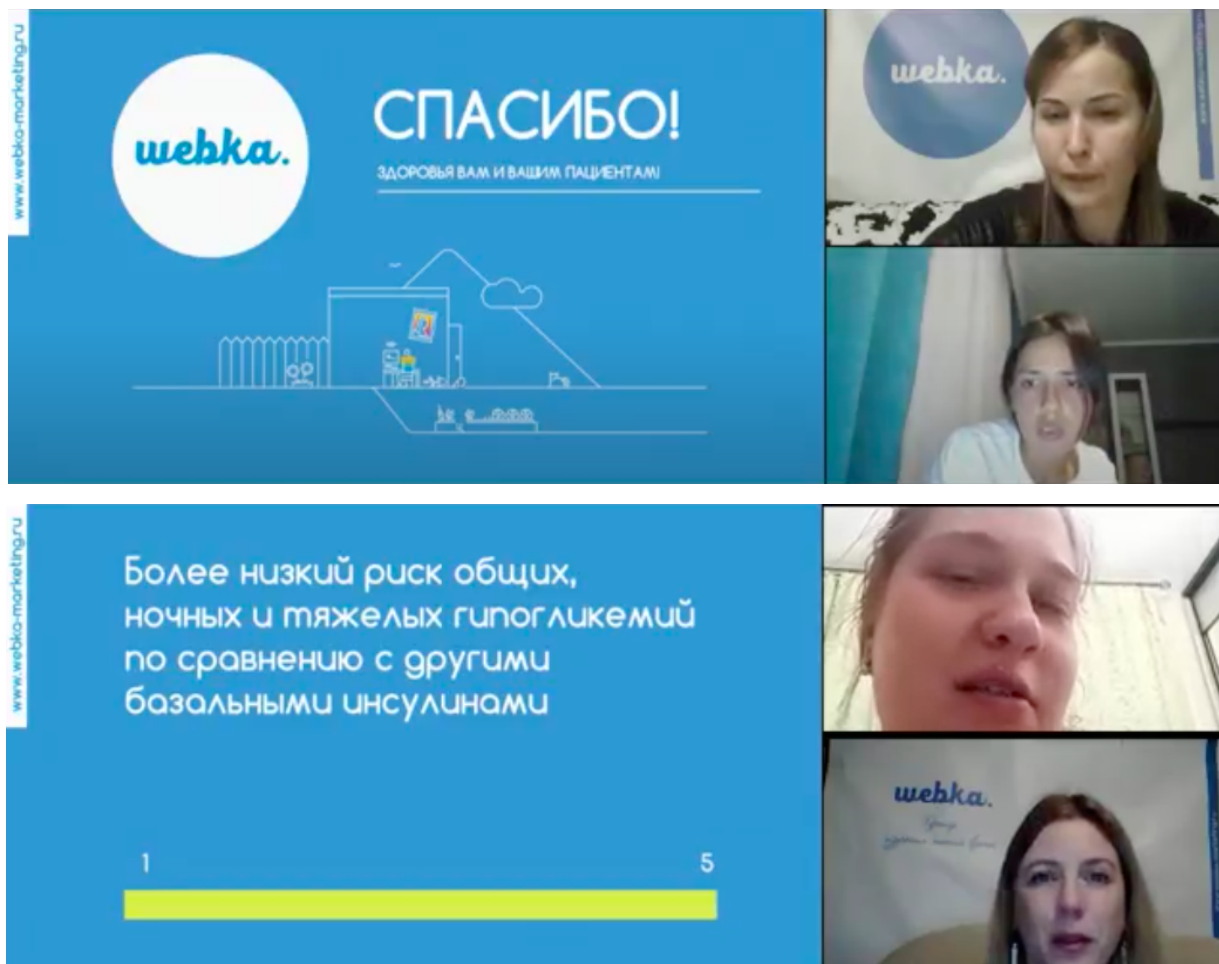 www.webka-marketing.ru
webka.
СПАСИБО!
ЗДОРОВЬЯ ВАМ И ВАШИМ ПАЦИЕНТАМ!
webka.
www.webka-marketing.ru
Более низкий риск общих,
ночных и тяжелых гипогликемий
по сравнению с другими
базальными инсулинами
1 5
webka.